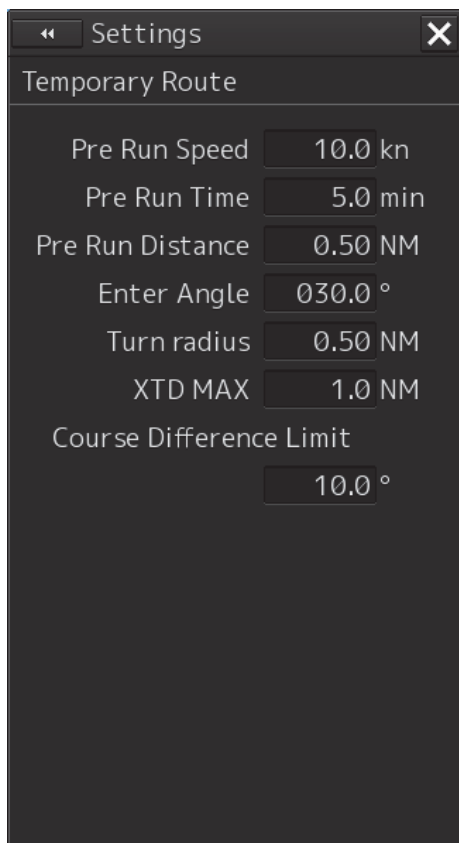 Settings
Temporary Route
Pre Run Speed 10.0 kn
Pre Run Time 5.0 min
Pre Run Distance 0.50 NM
Enter Angle 030.0 °
Turn radius 0.50 NM
XTD MAX 1.0 NM
Course Difference Limit
10.0 °